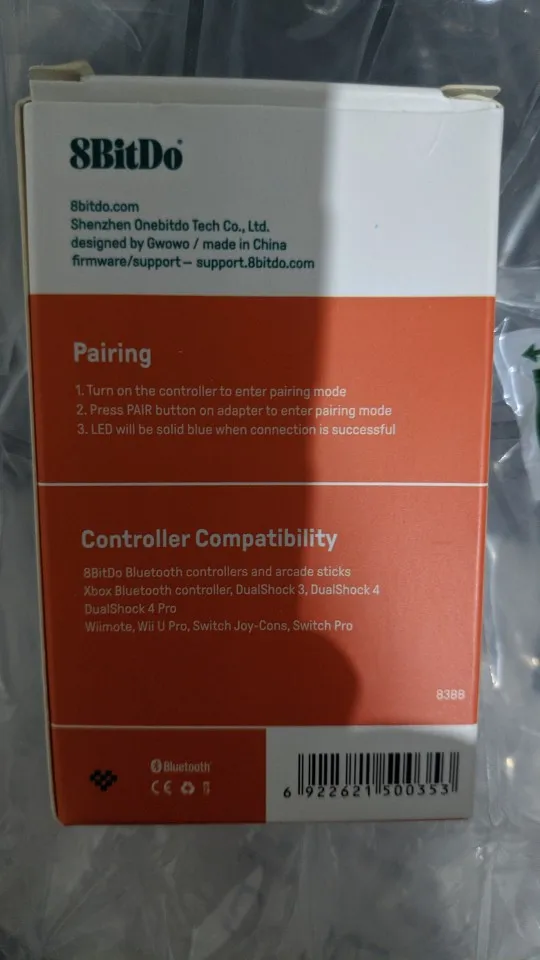 8BitDo
8bitdo.com
Shenzhen Onebitdo Tech Co., Ltd.
designed by Gwowo / made in China
firmware/support – support.8bitdo.com
Pairing
1. Turn on the controller to enter pairing mode
2. Press PAIR button on adapter to enter pairing mode
3. LED will be solid blue when connection is successful
Controller Compatibility
8BitDo Bluetooth controllers and arcade sticks
Xbox Bluetooth controller, DualShock 3, DualShock 4
DualShock 4 Pro
Wiimote, Wii U Pro, Switch Joy-Cons, Switch Pro
83BB
Bluetooth
CE
6 922621 500353